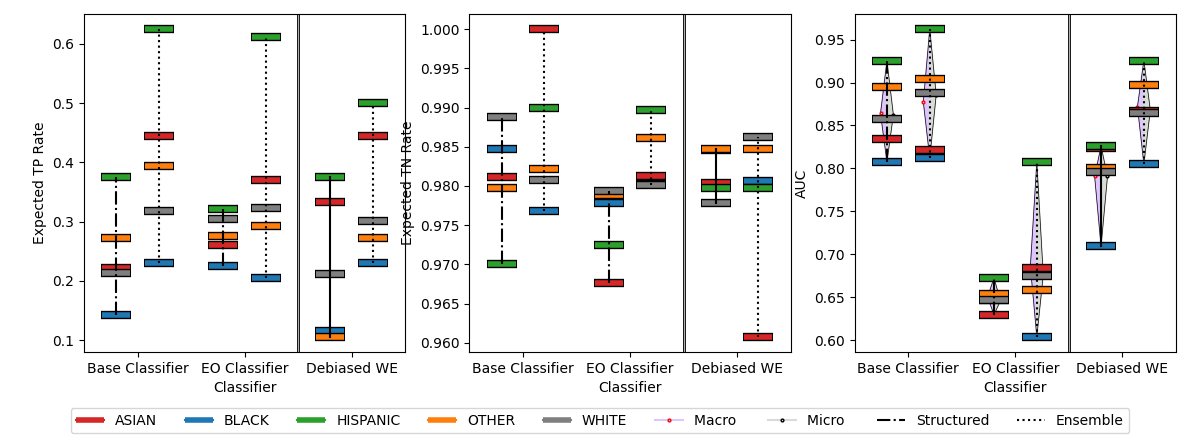 Expected TP Rate
0.6
0.5
0.4
0.3
0.2
0.1
Base Classifier EO Classifier Debiased WE
Classifier
Expected TN Rate
1.000
0.995
0.990
0.985
0.980
0.975
0.970
0.965
0.960
Base Classifier EO Classifier Debiased WE
Classifier
AUC
0.95
0.90
0.85
0.80
0.75
0.70
0.65
0.60
Base Classifier EO Classifier Debiased WE
Classifier
ASIAN BLACK HISPANIC OTHER WHITE Macro Micro Structured Ensemble